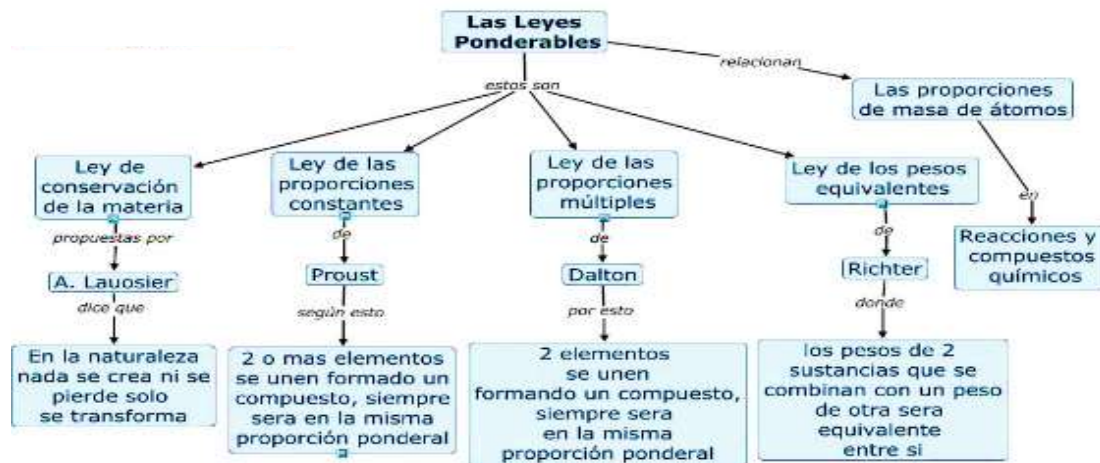 Las Leyes
Ponderables
relacionan
estos son
Las proporciones
de masa de átomos
Ley de
conservación
de la materia
Ley de las
proporciones
constantes
Ley de las
proporciones
múltiples
Ley de los pesos
equivalentes
en
propuestas por
de
de
de
Reacciones y
compuestos
químicos
A. Lauosier
Proust
Dalton
Richter
dice que
según esto
por esto
donde
En la naturaleza
nada se crea ni se
pierde solo
se transforma
2 o mas elementos
se unen formado un
compuesto, siempre
sera en la misma
proporción ponderal
2 elementos
se unen
formando un compuesto,
siempre sera
en la misma
proporción ponderal
los pesos de 2
sustancias que se
combinan con un peso
de otra sera
equivalente
entre si